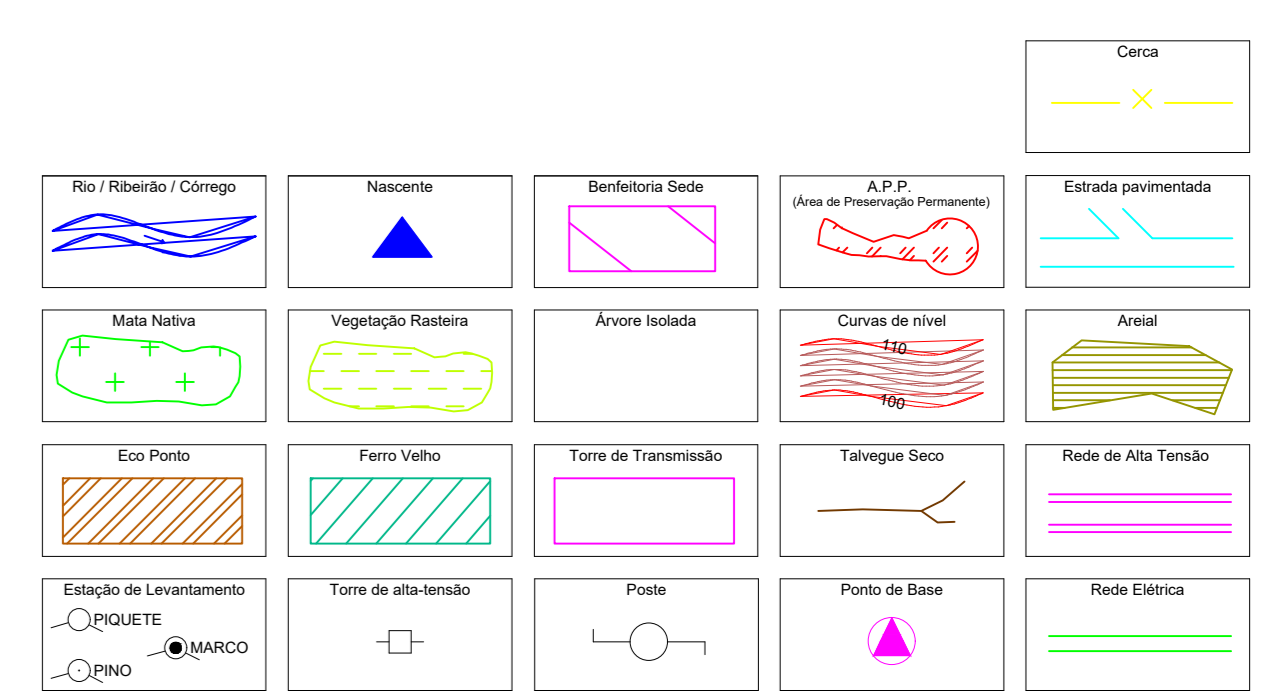 Cerca
Rio / Ribeirão / Córrego
Nascente
Benfeitoria Sede
A.P.P.
(Área de Preservação Permanente)
Estrada pavimentada
Mata Nativa
Vegetação Rasteira
Árvore Isolada
Curvas de nível
110
100
Areial
Eco Ponto
Ferro Velho
Torre de Transmissão
Talvegue Seco
Rede de Alta Tensão
Estação de Levantamento
PIQUETE
MARCO
PINO
Torre de alta-tensão
Poste
Ponto de Base
Rede Elétrica